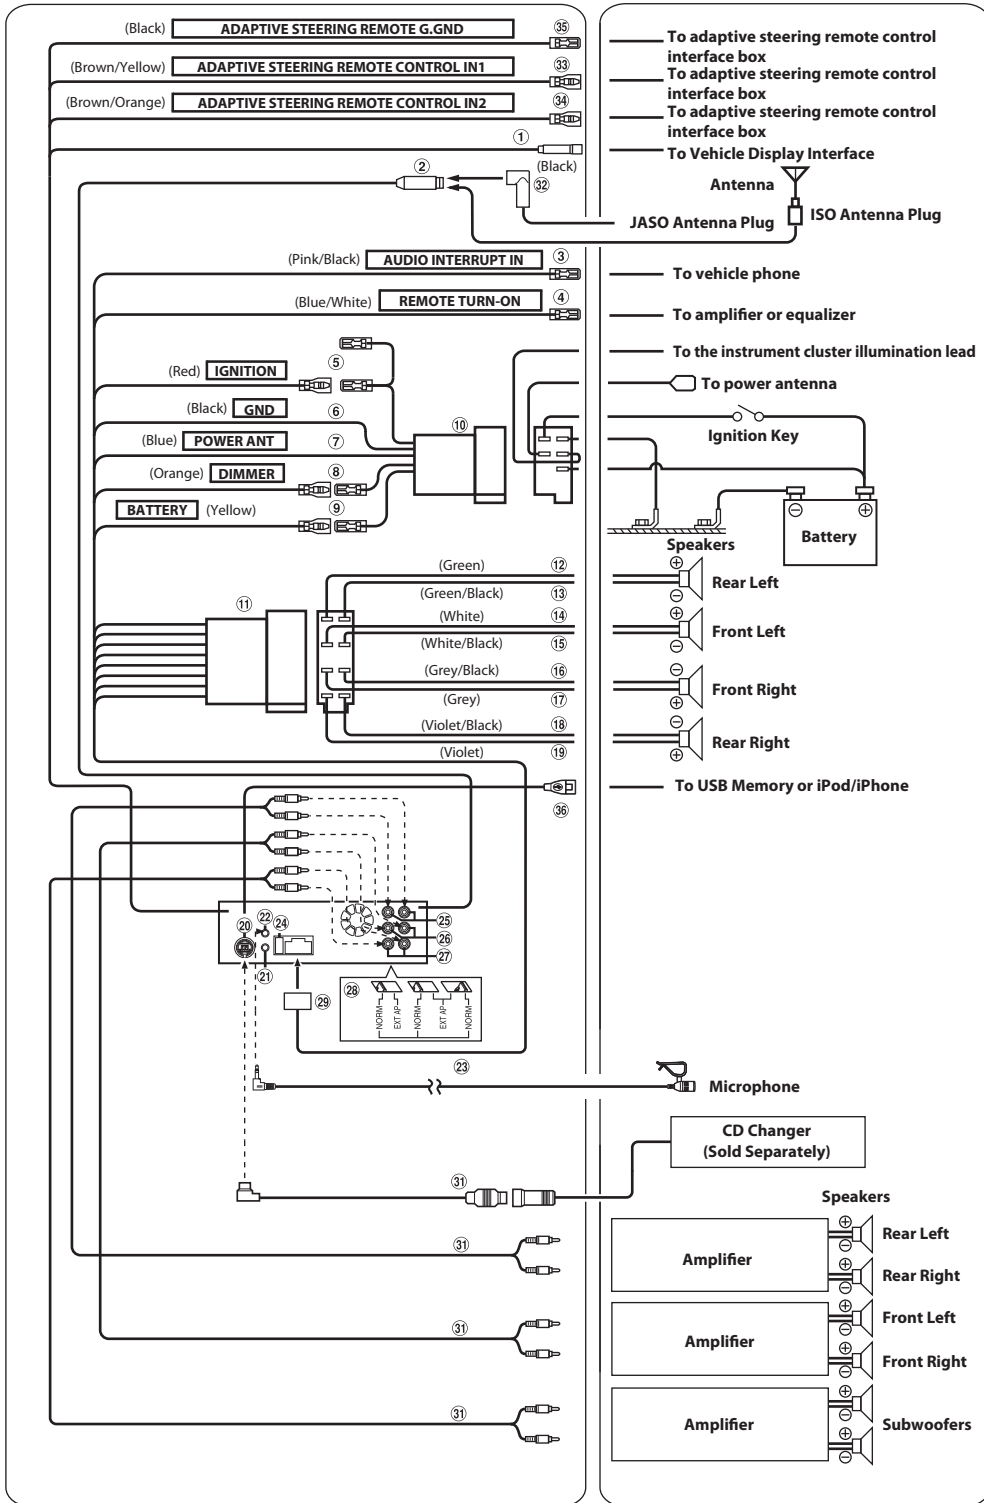 (Black) ADAPTIVE STEERING REMOTE G.GND ㉟
To adaptive steering remote control
interface box
(Brown/Yellow) ADAPTIVE STEERING REMOTE CONTROL IN1 ㉝
To adaptive steering remote control
interface box
(Brown/Orange) ADAPTIVE STEERING REMOTE CONTROL IN2 ㉞
To adaptive steering remote control
interface box
①
(Black)
To Vehicle Display Interface
②
㉜
Antenna
JASO Antenna Plug
ISO Antenna Plug
(Pink/Black) AUDIO INTERRUPT IN ③
To vehicle phone
(Blue/White) REMOTE TURN-ON ④
To amplifier or equalizer
To the instrument cluster illumination lead
⑤
(Red) IGNITION
To power antenna
(Black) GND ⑥
⑩
Ignition Key
(Blue) POWER ANT ⑦
(Orange) DIMMER ⑧
BATTERY (Yellow) ⑨
⊖ ⊕
Battery
Speakers
(Green) ⑫
⊕
Rear Left
(Green/Black) ⑬
⊖
⑪
(White) ⑭
⊕
Front Left
(White/Black) ⑮
⊖
(Grey/Black) ⑯
⊖
Front Right
(Grey) ⑰
⊕
(Violet/Black) ⑱
⊖
Rear Right
(Violet) ⑲
⊕
To USB Memory or iPod/iPhone
㊱
⑳ ㉒ ㉔
㉕
㉖
㉗
㉑
㉘
㉙
NORM
EXT AP
NORM
EXT AP
NORM
㉓
Microphone
CD Changer
(Sold Separately)
㉛
Speakers
㉛
Amplifier
⊕
Rear Left
⊖
⊕
Rear Right
⊖
㉛
Amplifier
⊕
Front Left
⊖
⊕
Front Right
⊖
㉛
Amplifier
⊕
⊖
Subwoofers
⊕
⊖